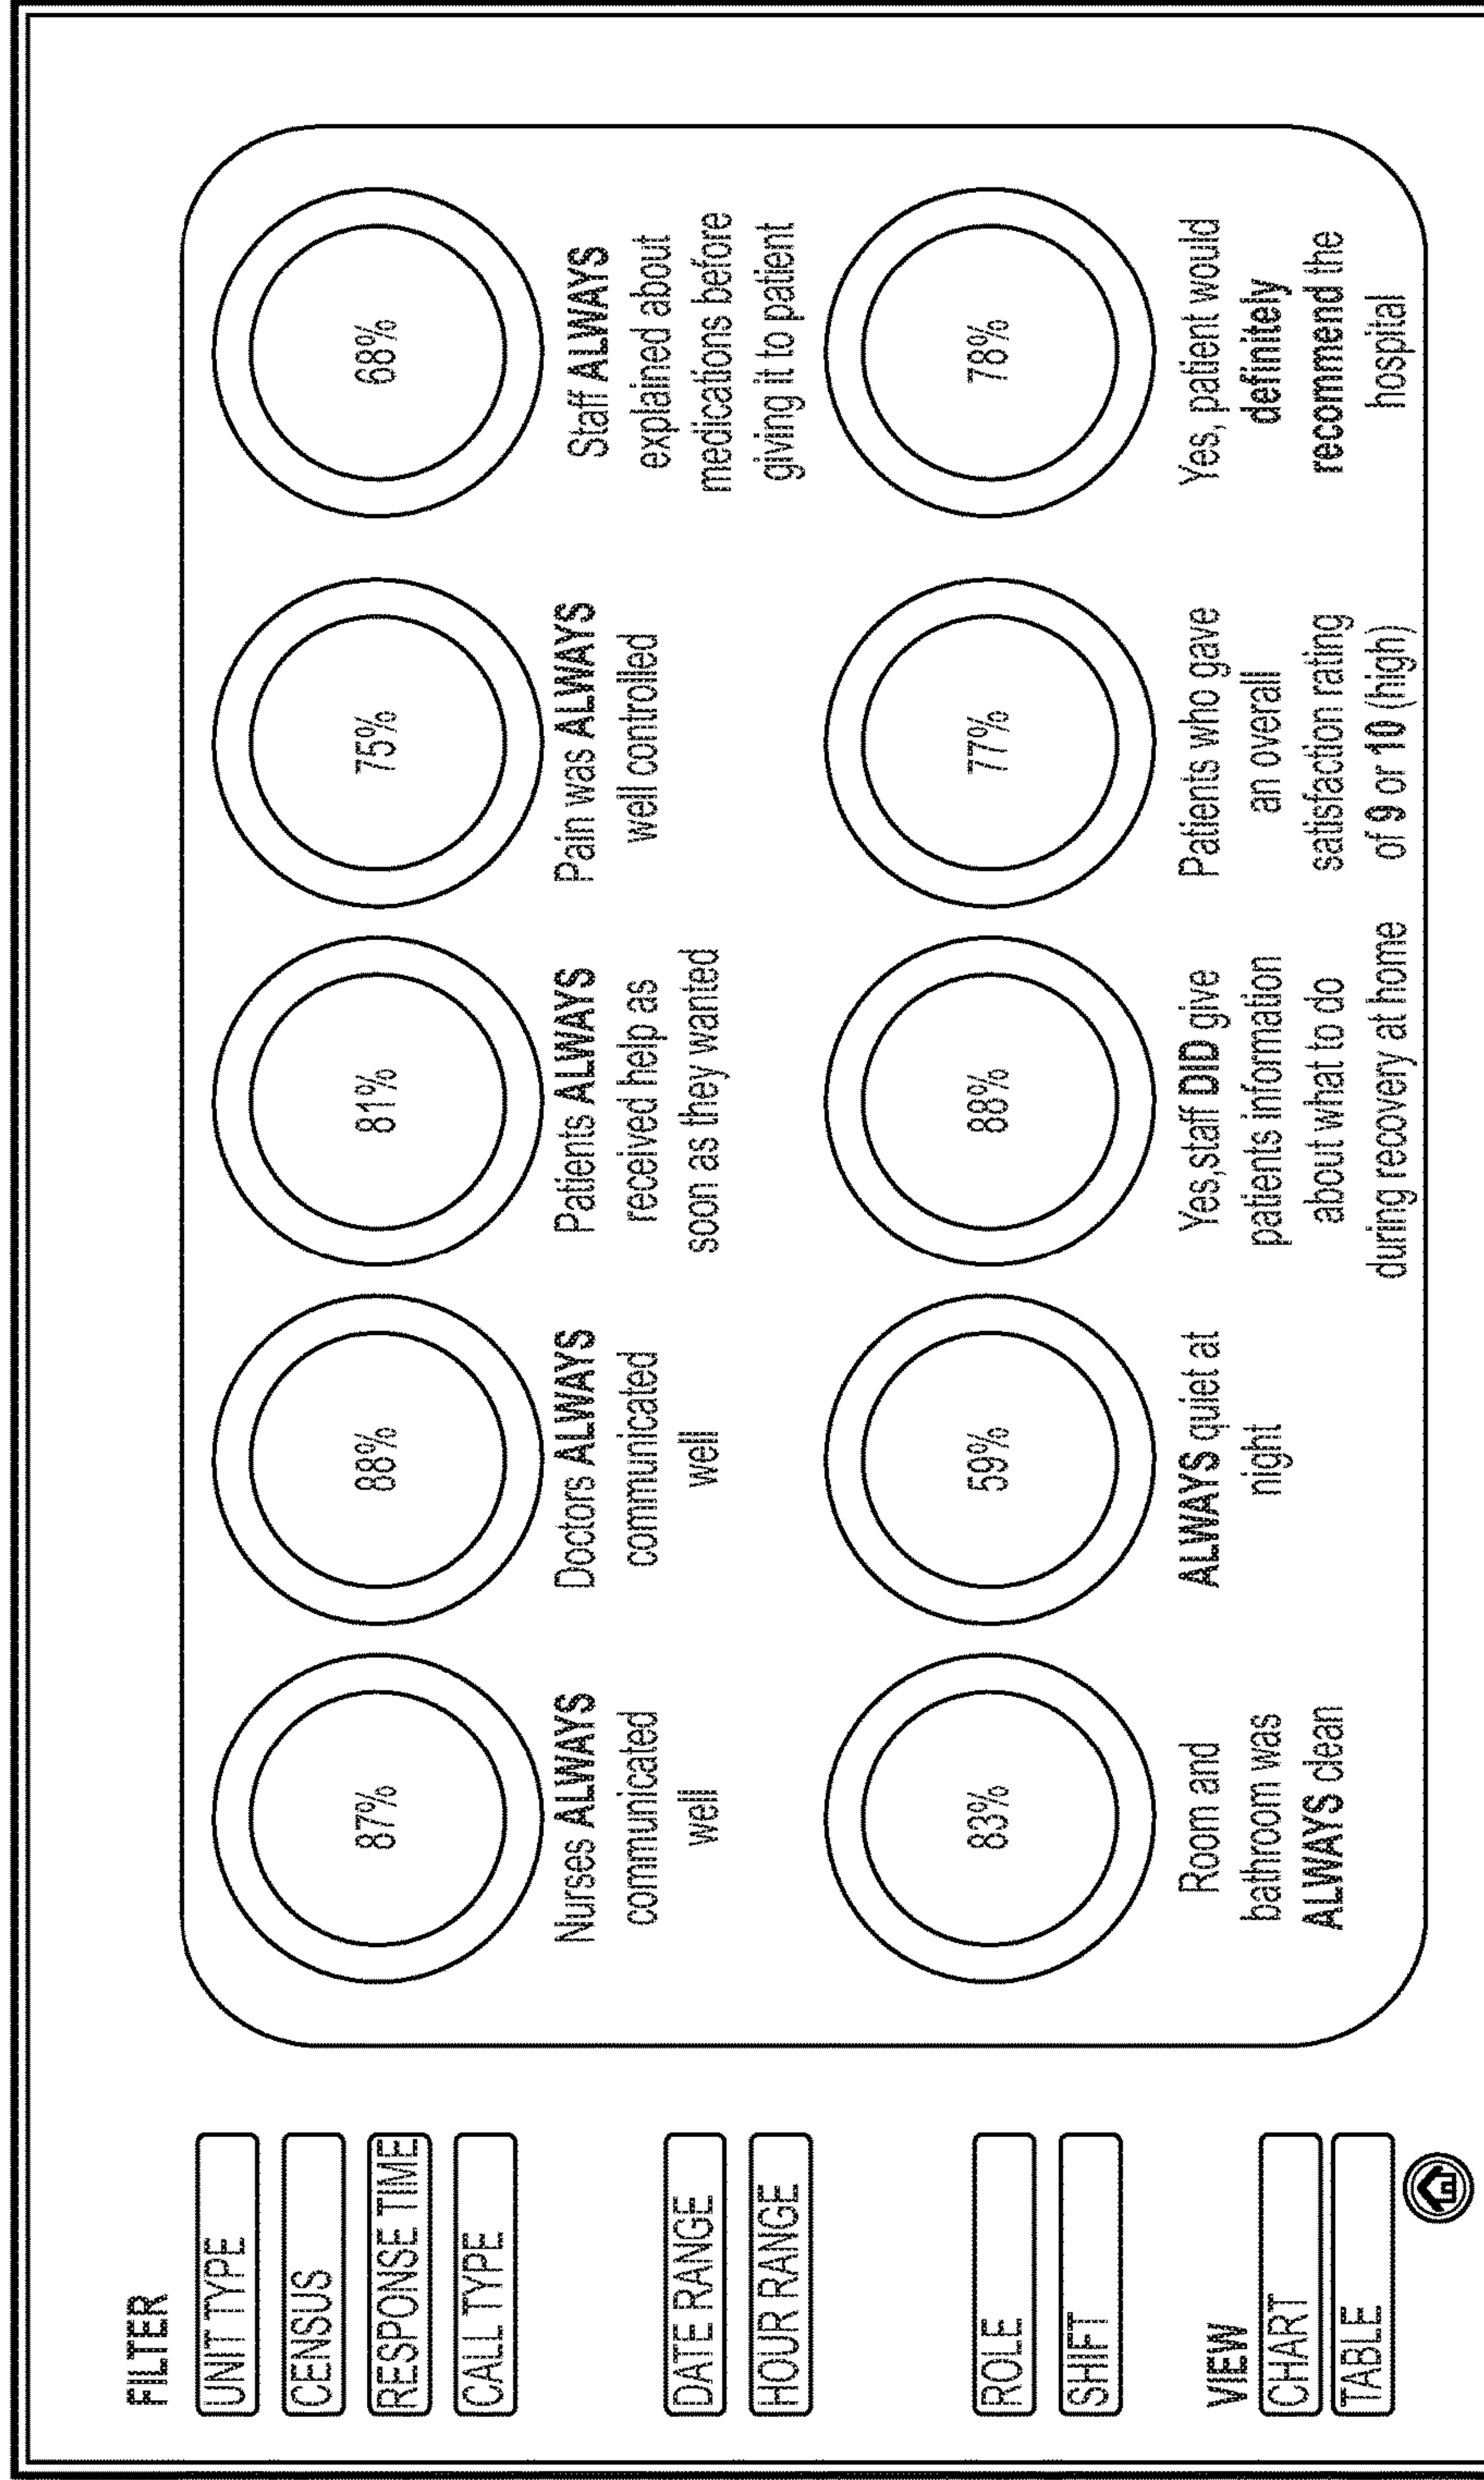 FILTER
UNIT TYPE
CENSUS
RESPONSE TIME
CALL TYPE
DATE RANGE
HOUR RANGE
ROLE
SHIFT
VIEW
CHART
TABLE
87%
Nurses ALWAYS
communicated
well
88%
Doctors ALWAYS
communicated
well
81%
Patients ALWAYS
received help as
soon as they wanted
75%
Pain was ALWAYS
well controlled
68%
Staff ALWAYS
explained about
medications before
giving it to patient
83%
Room and
bathroom was
ALWAYS clean
59%
ALWAYS quiet at
night
88%
Yes,staff DID give
patients information
about what to do
during recovery at home
77%
Patients who gave
an overall
satisfaction rating
of 9 or 10 (high)
78%
Yes, patient would
definitely
recommend the
hospital